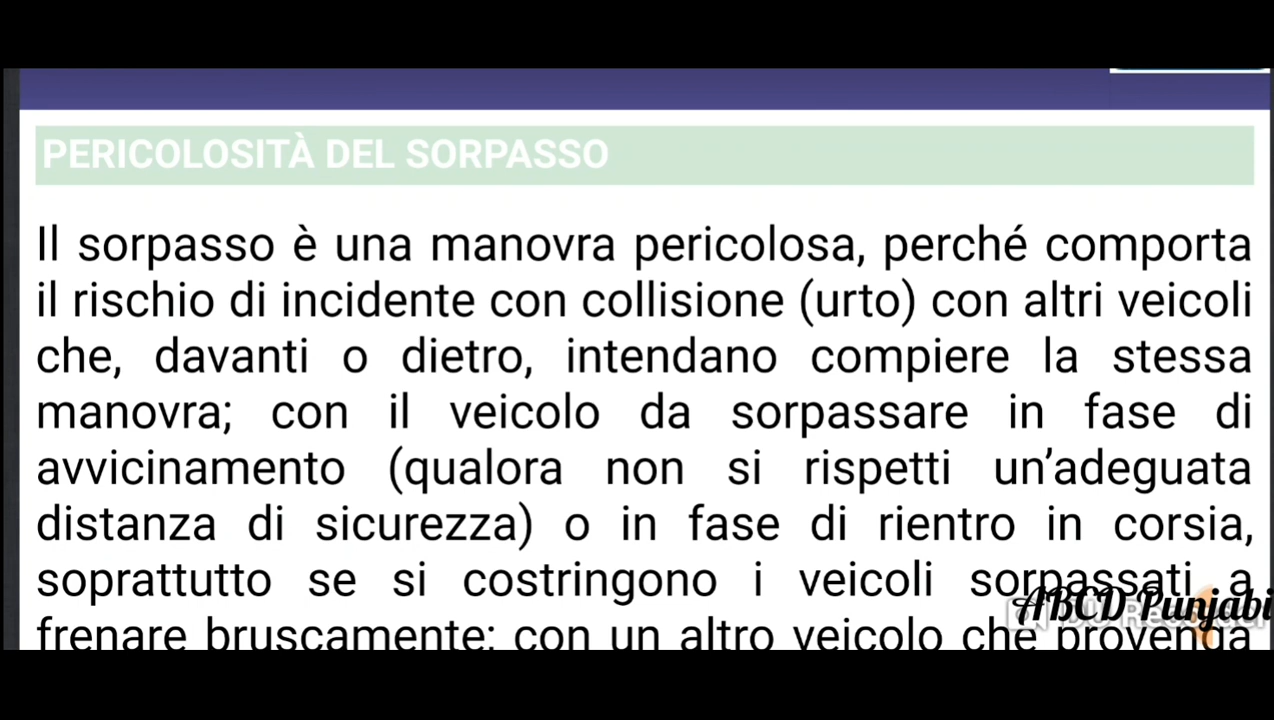 PERICOLOSITÀ DEL SORPASSO
Il sorpasso è una manovra pericolosa, perché comporta
il rischio di incidente con collisione (urto) con altri veicoli
che, davanti o dietro, intendano compiere la stessa
manovra; con il veicolo da sorpassare in fase di
avvicinamento (qualora non si rispetti un’adeguata
distanza di sicurezza) o in fase di rientro in corsia,
soprattutto se si costringono i veicoli sorpassati a
frenare bruscamente; con un altro veicolo che provenga
ABCD Punjabi
Recorder